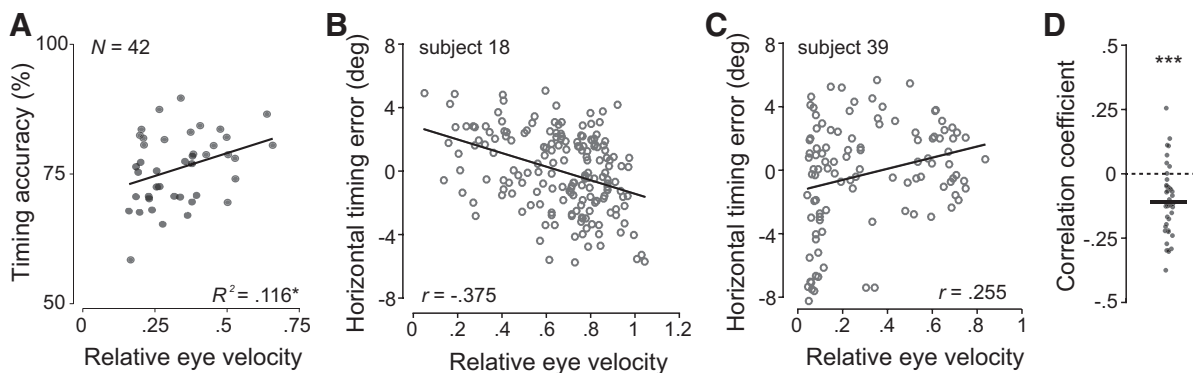 A
N = 42
Timing accuracy (%)
100
75
50
R² = .116*
0 .25 .5 .75
Relative eye velocity
B
subject 18
Horizontal timing error (deg)
8
4
0
-4
-8
r = -.375
0 .2 .4 .6 .8 1 1.2
Relative eye velocity
C
subject 39
Horizontal timing error (deg)
8
4
0
-4
-8
r = .255
0 .2 .4 .6 .8 1
Relative eye velocity
D
Correlation coefficient
.5
.25
0
-.25
-.5
***